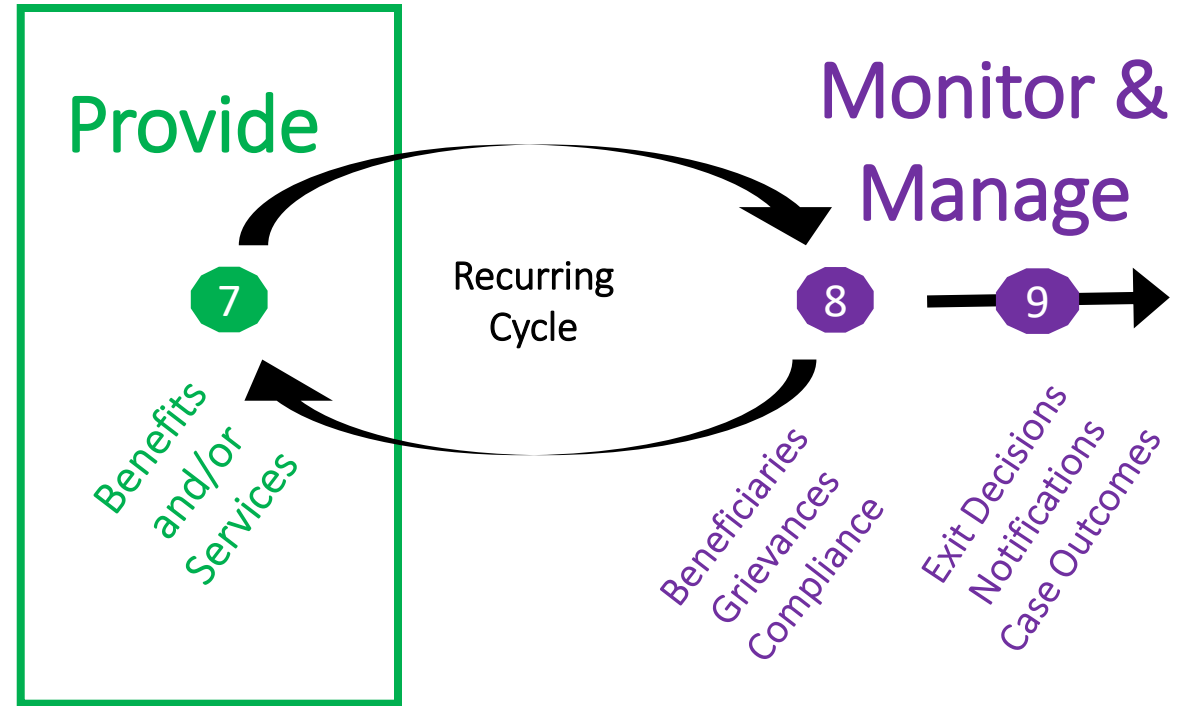 Provide
Monitor &
Manage
Recurring
Cycle
7
8
9
Benefits
and/or
Services
Beneficiaries
Grievances
Compliance
Exit Decisions
Notifications
Case Outcomes